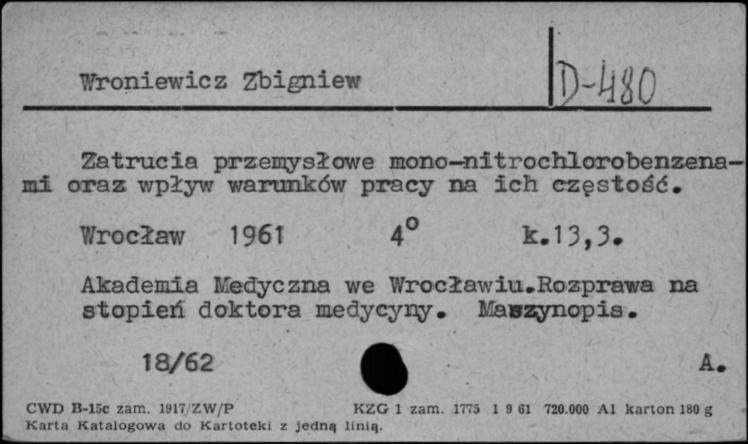 Wroniewicz Zbigniew
D-480
Zatrucia przemysłowe mono-nitrochlorobenzena-
mi oraz wpływ warunków pracy na ich częstość.
Wrocław 1961 4° k.13,3.
Akademia Medyczna we Wrocławiu.Rozprawa na
stopień doktora medycyny. Maszynopis.
18/62 A.
CWD B-15c zam. 1917/ZW/P KZG 1 zam. 1775 1 9 61 720.000 A1 karton 180 g
Karta Katalogowa do Kartoteki z jedną linią.